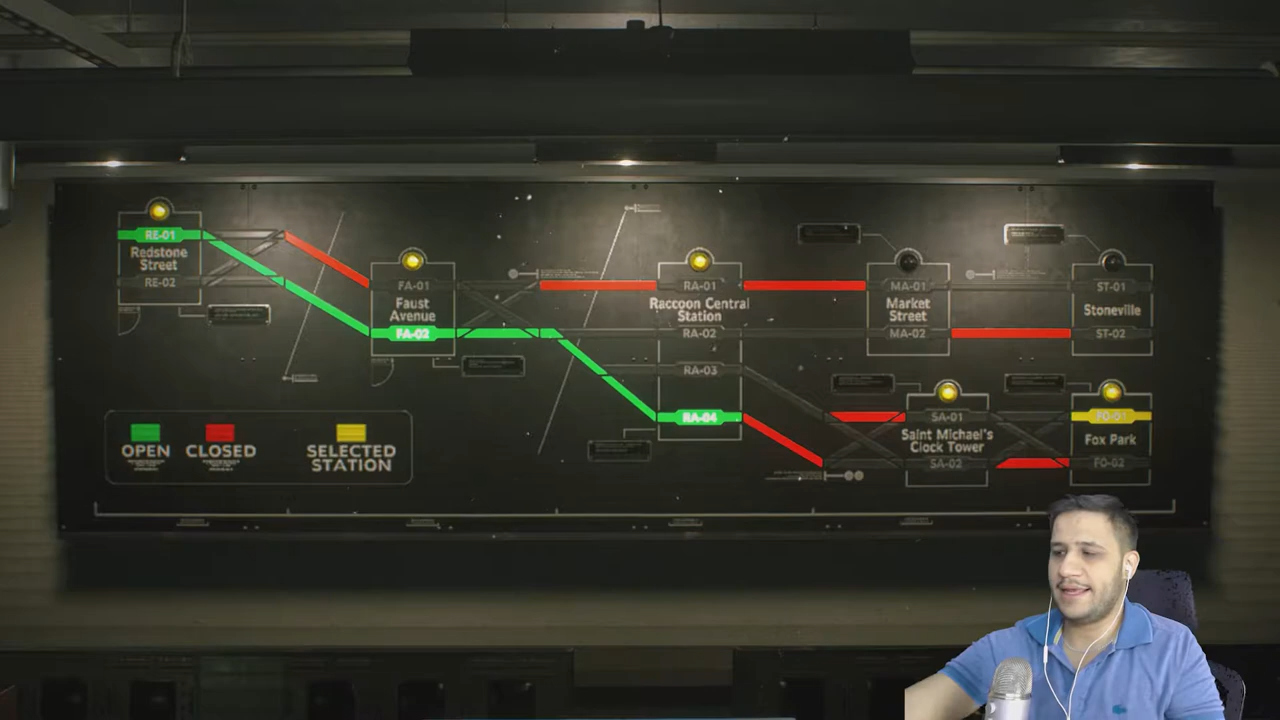 RE-01
Redstone
Street
RE-02
FA-01
Faust
Avenue
FA-02
RA-01
Raccoon Central
Station
RA-02
RA-03
RA-04
MA-01
Market
Street
MA-02
ST-01
Stoneville
ST-02
SA-01
Saint Michael's
Clock Tower
SA-02
FO-01
Fox Park
FO-02
OPEN
CLOSED
SELECTED
STATION